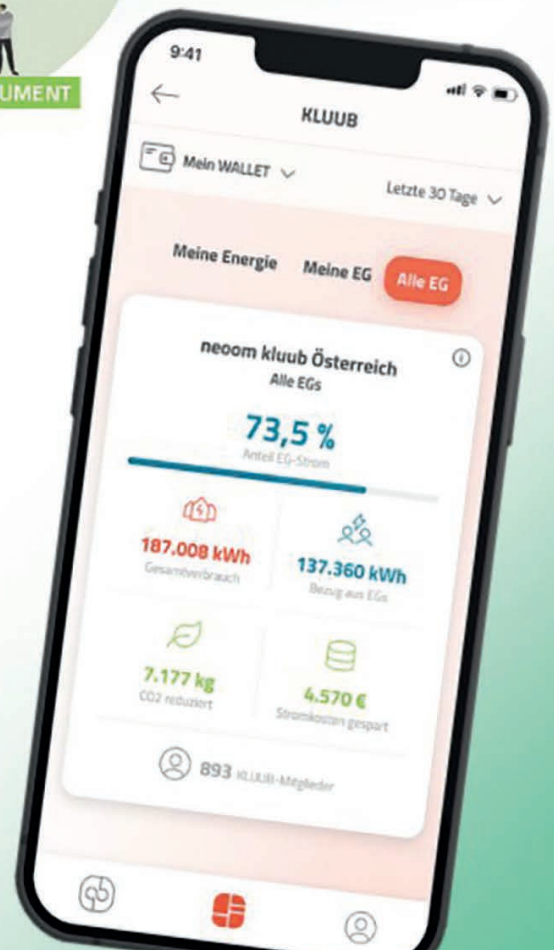 UMENT
9:41
KLUUB
Mein WALLET
Letzte 30 Tage
Meine Energie
Meine EG
Alle EG
neoom kluub Österreich
Alle EGs
73,5 %
Anteil EG-Strom
187.008 kWh
Gesamtverbrauch
137.360 kWh
Bezug aus EGs
7.177 kg
CO2 reduziert
4.570 €
Stromkosten gespart
893 KLUUB-Mitglieder